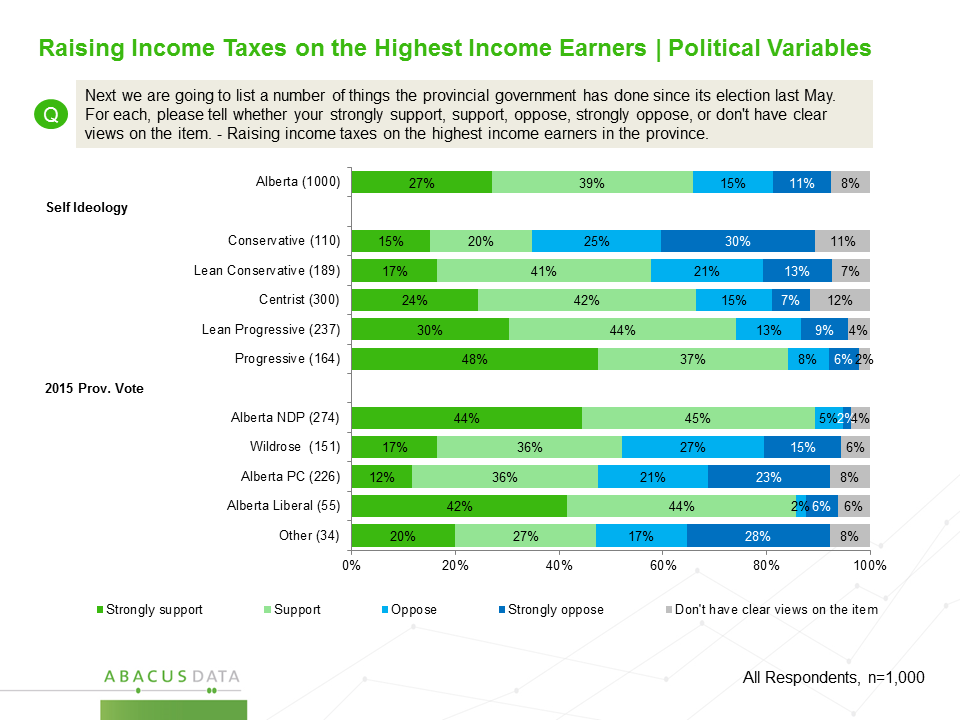 Raising Income Taxes on the Highest Income Earners | Political Variables
Q
Next we are going to list a number of things the provincial government has done since its election last May.
For each, please tell whether your strongly support, support, oppose, strongly oppose, or don't have clear
views on the item. - Raising income taxes on the highest income earners in the province.
Alberta (1000) 27% 39% 15% 11% 8%
Self Ideology
Conservative (110) 15% 20% 25% 30% 11%
Lean Conservative (189) 17% 41% 21% 13% 7%
Centrist (300) 24% 42% 15% 7% 12%
Lean Progressive (237) 30% 44% 13% 9% 4%
Progressive (164) 48% 37% 8% 6% 2%
2015 Prov. Vote
Alberta NDP (274) 44% 45% 5% 2% 4%
Wildrose (151) 17% 36% 27% 15% 6%
Alberta PC (226) 12% 36% 21% 23% 8%
Alberta Liberal (55) 42% 44% 2% 6% 6%
Other (34) 20% 27% 17% 28% 8%
0% 20% 40% 60% 80% 100%
Strongly support Support Oppose Strongly oppose Don't have clear views on the item
ABACUS DATA
All Respondents, n=1,000